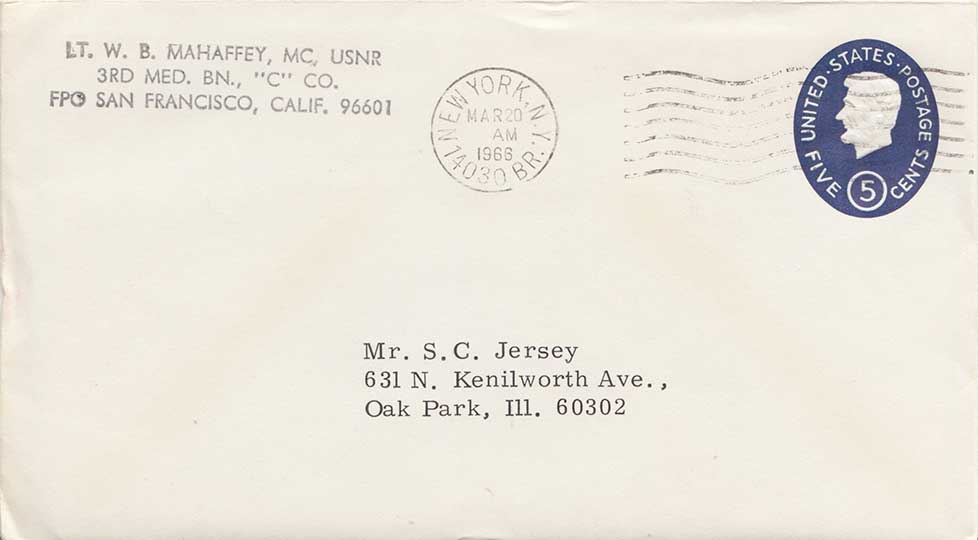 LT. W. B. MAHAFFEY, MC, USNR
3RD MED. BN., "C" CO.
FPO SAN FRANCISCO, CALIF. 96601
NEW YORK, N.Y.
MAR 20
AM
1966
14030 BR.
UNITED·STATES·POSTAGE
FIVE 5 CENTS
Mr. S.C. Jersey
631 N. Kenilworth Ave.,
Oak Park, Ill. 60302